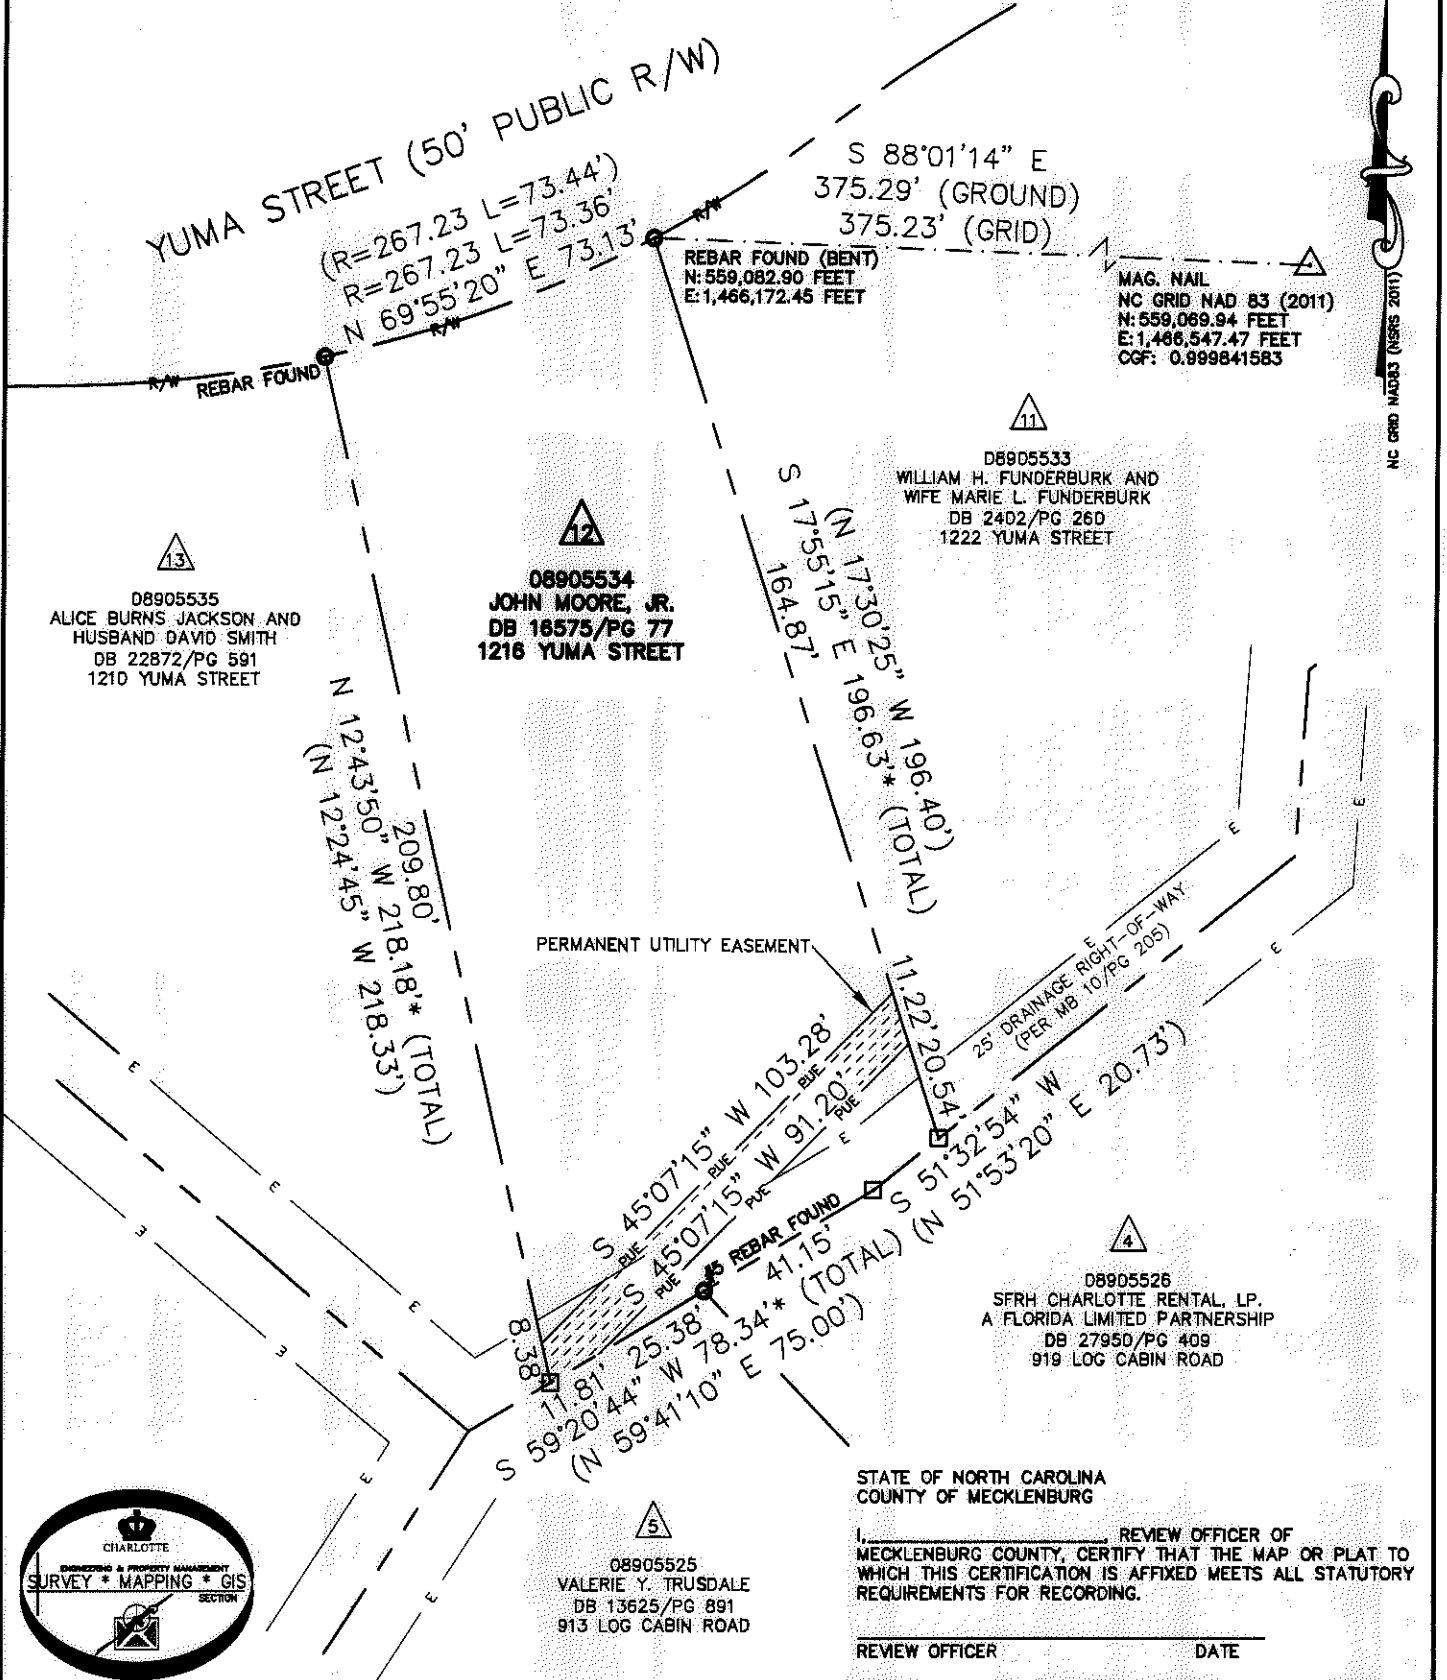 YUMA STREET (50' PUBLIC R/W)
(R=267.23 L=73.44')
R=267.23 L=73.36'
N 69°55'20" E 73.13'
R/W
R/W
R/W
REBAR FOUND
S 88°01'14" E
375.29' (GROUND)
375.23' (GRID)
REBAR FOUND (BENT)
N: 559,082.90 FEET
E: 1,466,172.45 FEET
MAG. NAIL
NC GRID NAD 83 (2011)
N: 559,069.94 FEET
E: 1,466,547.47 FEET
CGF: 0.999841583
NC GRID NAD83 (NSRS 2011)
11
08905533
WILLIAM H. FUNDERBURK AND
WIFE MARIE L. FUNDERBURK
DB 2402/PG 260
1222 YUMA STREET
12
08905534
JOHN MOORE, JR.
DB 16575/PG 77
1216 YUMA STREET
13
08905535
ALICE BURNS JACKSON AND
HUSBAND DAVID SMITH
DB 22872/PG 591
1210 YUMA STREET
(N 17°30'25" W 196.40')
S 17°55'15" E 196.63'* (TOTAL)
164.87'
209.80'
N 12°43'50" W 218.18'* (TOTAL)
(N 12°24'45" W 218.33')
PERMANENT UTILITY EASEMENT
11.22'
20.54'
25' DRAINAGE RIGHT-OF-WAY
(PER MB 10/PG 205)
E
E
E
E
E
E
E
E
E
E
E
E
E
S 45°07'15" W 103.28'
PUE
PUE
PUE
S 45°07'15" W 91.20'
PUE
PUE
PUE
S 51°32'54" W
(N 51°53'20" E 20.73')
#5 REBAR FOUND
41.15'
8.38'
11.81'
25.38'
S 59°20'44" W 78.34'* (TOTAL)
(N 59°41'10" E 75.00')
4
08905526
SFRH CHARLOTTE RENTAL, LP.
A FLORIDA LIMITED PARTNERSHIP
DB 27950/PG 409
919 LOG CABIN ROAD
5
08905525
VALERIE Y. TRUSDALE
DB 13625/PG 891
913 LOG CABIN ROAD
CHARLOTTE
ENGINEERING & PROPERTY MANAGEMENT
SURVEY * MAPPING * GIS
SECTION
STATE OF NORTH CAROLINA
COUNTY OF MECKLENBURG
I, ____________________, REVIEW OFFICER OF
MECKLENBURG COUNTY, CERTIFY THAT THE MAP OR PLAT TO
WHICH THIS CERTIFICATION IS AFFIXED MEETS ALL STATUTORY
REQUIREMENTS FOR RECORDING.
REVIEW OFFICER DATE